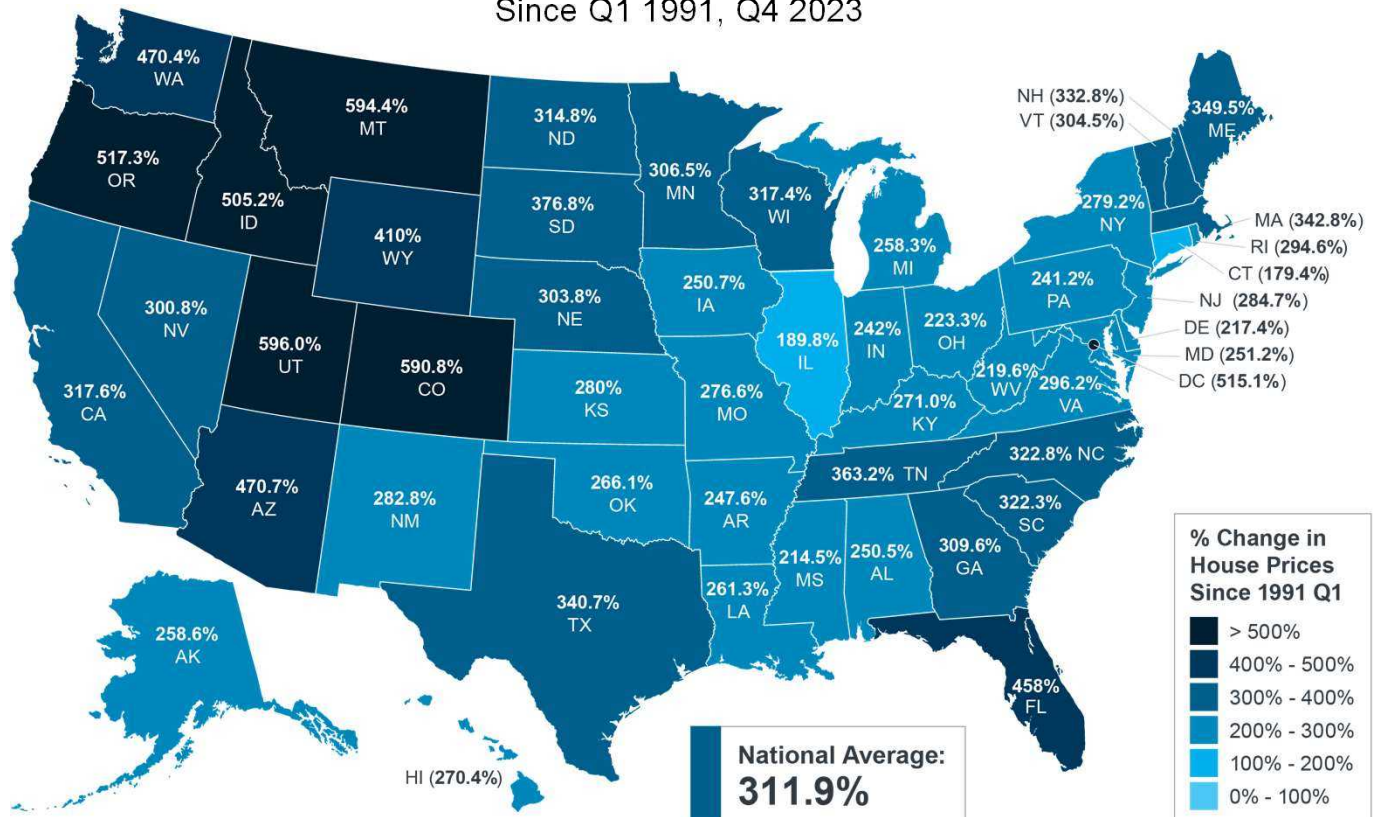 Since Q1 1991, Q4 2023
470.4%
WA
594.4%
MT
314.8%
ND
NH (332.8%)
VT (304.5%)
349.5%
ME
517.3%
OR
505.2%
ID
306.5%
MN
317.4%
WI
376.8%
SD
279.2%
NY
410%
WY
258.3%
MI
MA (342.8%)
RI (294.6%)
CT (179.4%)
NJ (284.7%)
DE (217.4%)
MD (251.2%)
DC (515.1%)
250.7%
IA
241.2%
PA
300.8%
NV
303.8%
NE
223.3%
OH
242%
IN
189.8%
IL
596.0%
UT
590.8%
CO
219.6%
WV
296.2%
VA
317.6%
CA
280%
KS
276.6%
MO
271.0%
KY
363.2% TN
322.8% NC
470.7%
AZ
282.8%
NM
266.1%
OK
247.6%
AR
322.3%
SC
214.5%
MS
250.5%
AL
309.6%
GA
261.3%
LA
340.7%
TX
258.6%
AK
458%
FL
HI (270.4%)
National Average:
311.9%
% Change in
House Prices
Since 1991 Q1
> 500%
400% - 500%
300% - 400%
200% - 300%
100% - 200%
0% - 100%